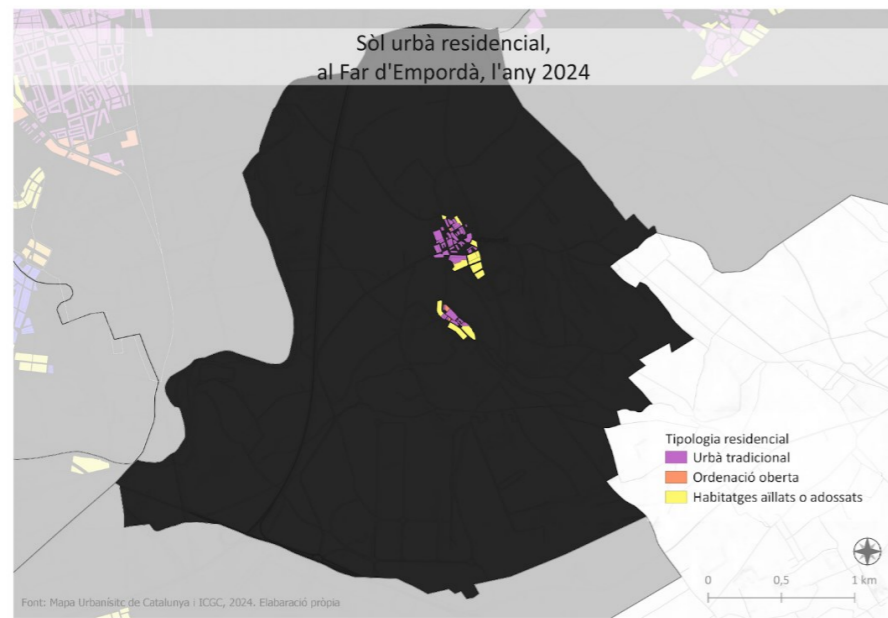 Sòl urbà residencial,
al Far d'Empordà, l'any 2024
Tipologia residencial
Urbà tradicional
Ordenació oberta
Habitatges aïllats o adossats
0 0,5 1 km
Font: Mapa Urbanísitc de Catalunya i ICGC, 2024. Elabaració pròpia